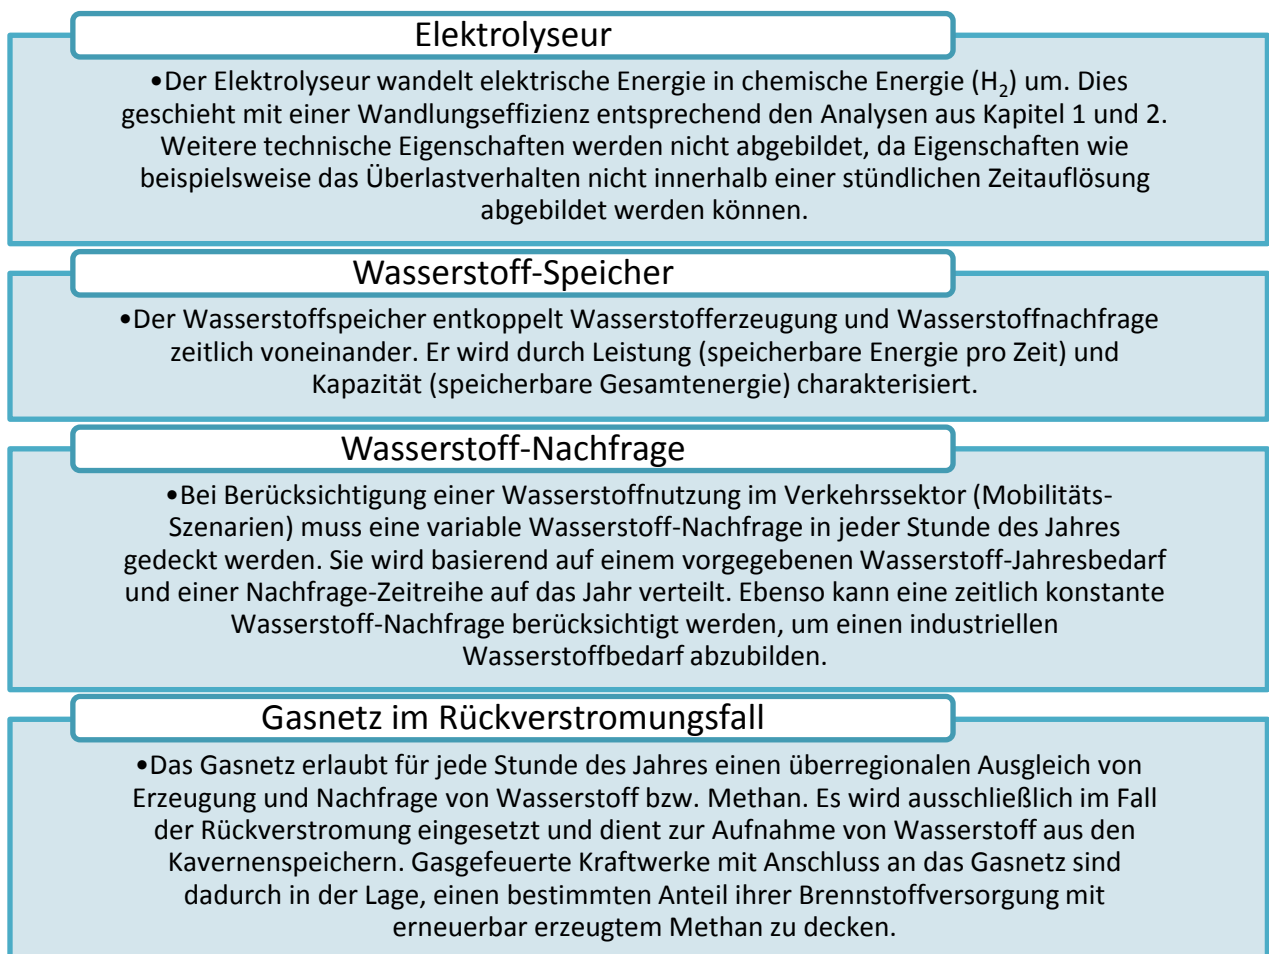 Elektrolyseur
•Der Elektrolyseur wandelt elektrische Energie in chemische Energie (H₂) um. Dies
geschieht mit einer Wandlungseffizienz entsprechend den Analysen aus Kapitel 1 und 2.
Weitere technische Eigenschaften werden nicht abgebildet, da Eigenschaften wie
beispielsweise das Überlastverhalten nicht innerhalb einer stündlichen Zeitauflösung
abgebildet werden können.
Wasserstoff-Speicher
•Der Wasserstoffspeicher entkoppelt Wasserstofferzeugung und Wasserstoffnachfrage
zeitlich voneinander. Er wird durch Leistung (speicherbare Energie pro Zeit) und
Kapazität (speicherbare Gesamtenergie) charakterisiert.
Wasserstoff-Nachfrage
•Bei Berücksichtigung einer Wasserstoffnutzung im Verkehrssektor (Mobilitäts-
Szenarien) muss eine variable Wasserstoff-Nachfrage in jeder Stunde des Jahres
gedeckt werden. Sie wird basierend auf einem vorgegebenen Wasserstoff-Jahresbedarf
und einer Nachfrage-Zeitreihe auf das Jahr verteilt. Ebenso kann eine zeitlich konstante
Wasserstoff-Nachfrage berücksichtigt werden, um einen industriellen
Wasserstoffbedarf abzubilden.
Gasnetz im Rückverstromungsfall
•Das Gasnetz erlaubt für jede Stunde des Jahres einen überregionalen Ausgleich von
Erzeugung und Nachfrage von Wasserstoff bzw. Methan. Es wird ausschließlich im Fall
der Rückverstromung eingesetzt und dient zur Aufnahme von Wasserstoff aus den
Kavernenspeichern. Gasgefeuerte Kraftwerke mit Anschluss an das Gasnetz sind
dadurch in der Lage, einen bestimmten Anteil ihrer Brennstoffversorgung mit
erneuerbar erzeugtem Methan zu decken.